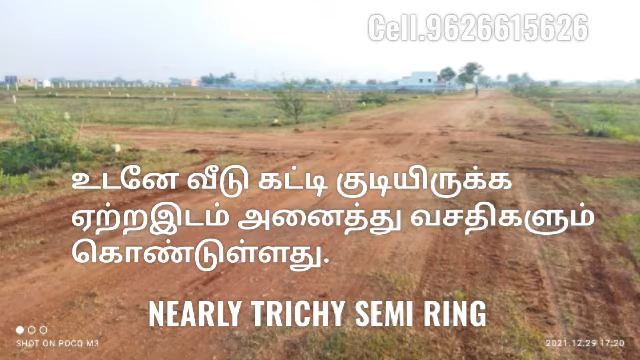 Cell.9626615626
உடனே வீடு கட்டி குடியிருக்க
ஏற்றஇடம் அனைத்து வசதிகளும்
கொண்டுள்ளது.
NEARLY TRICHY SEMI RING
SHOT ON POCO M3
2021.12.29 17:20